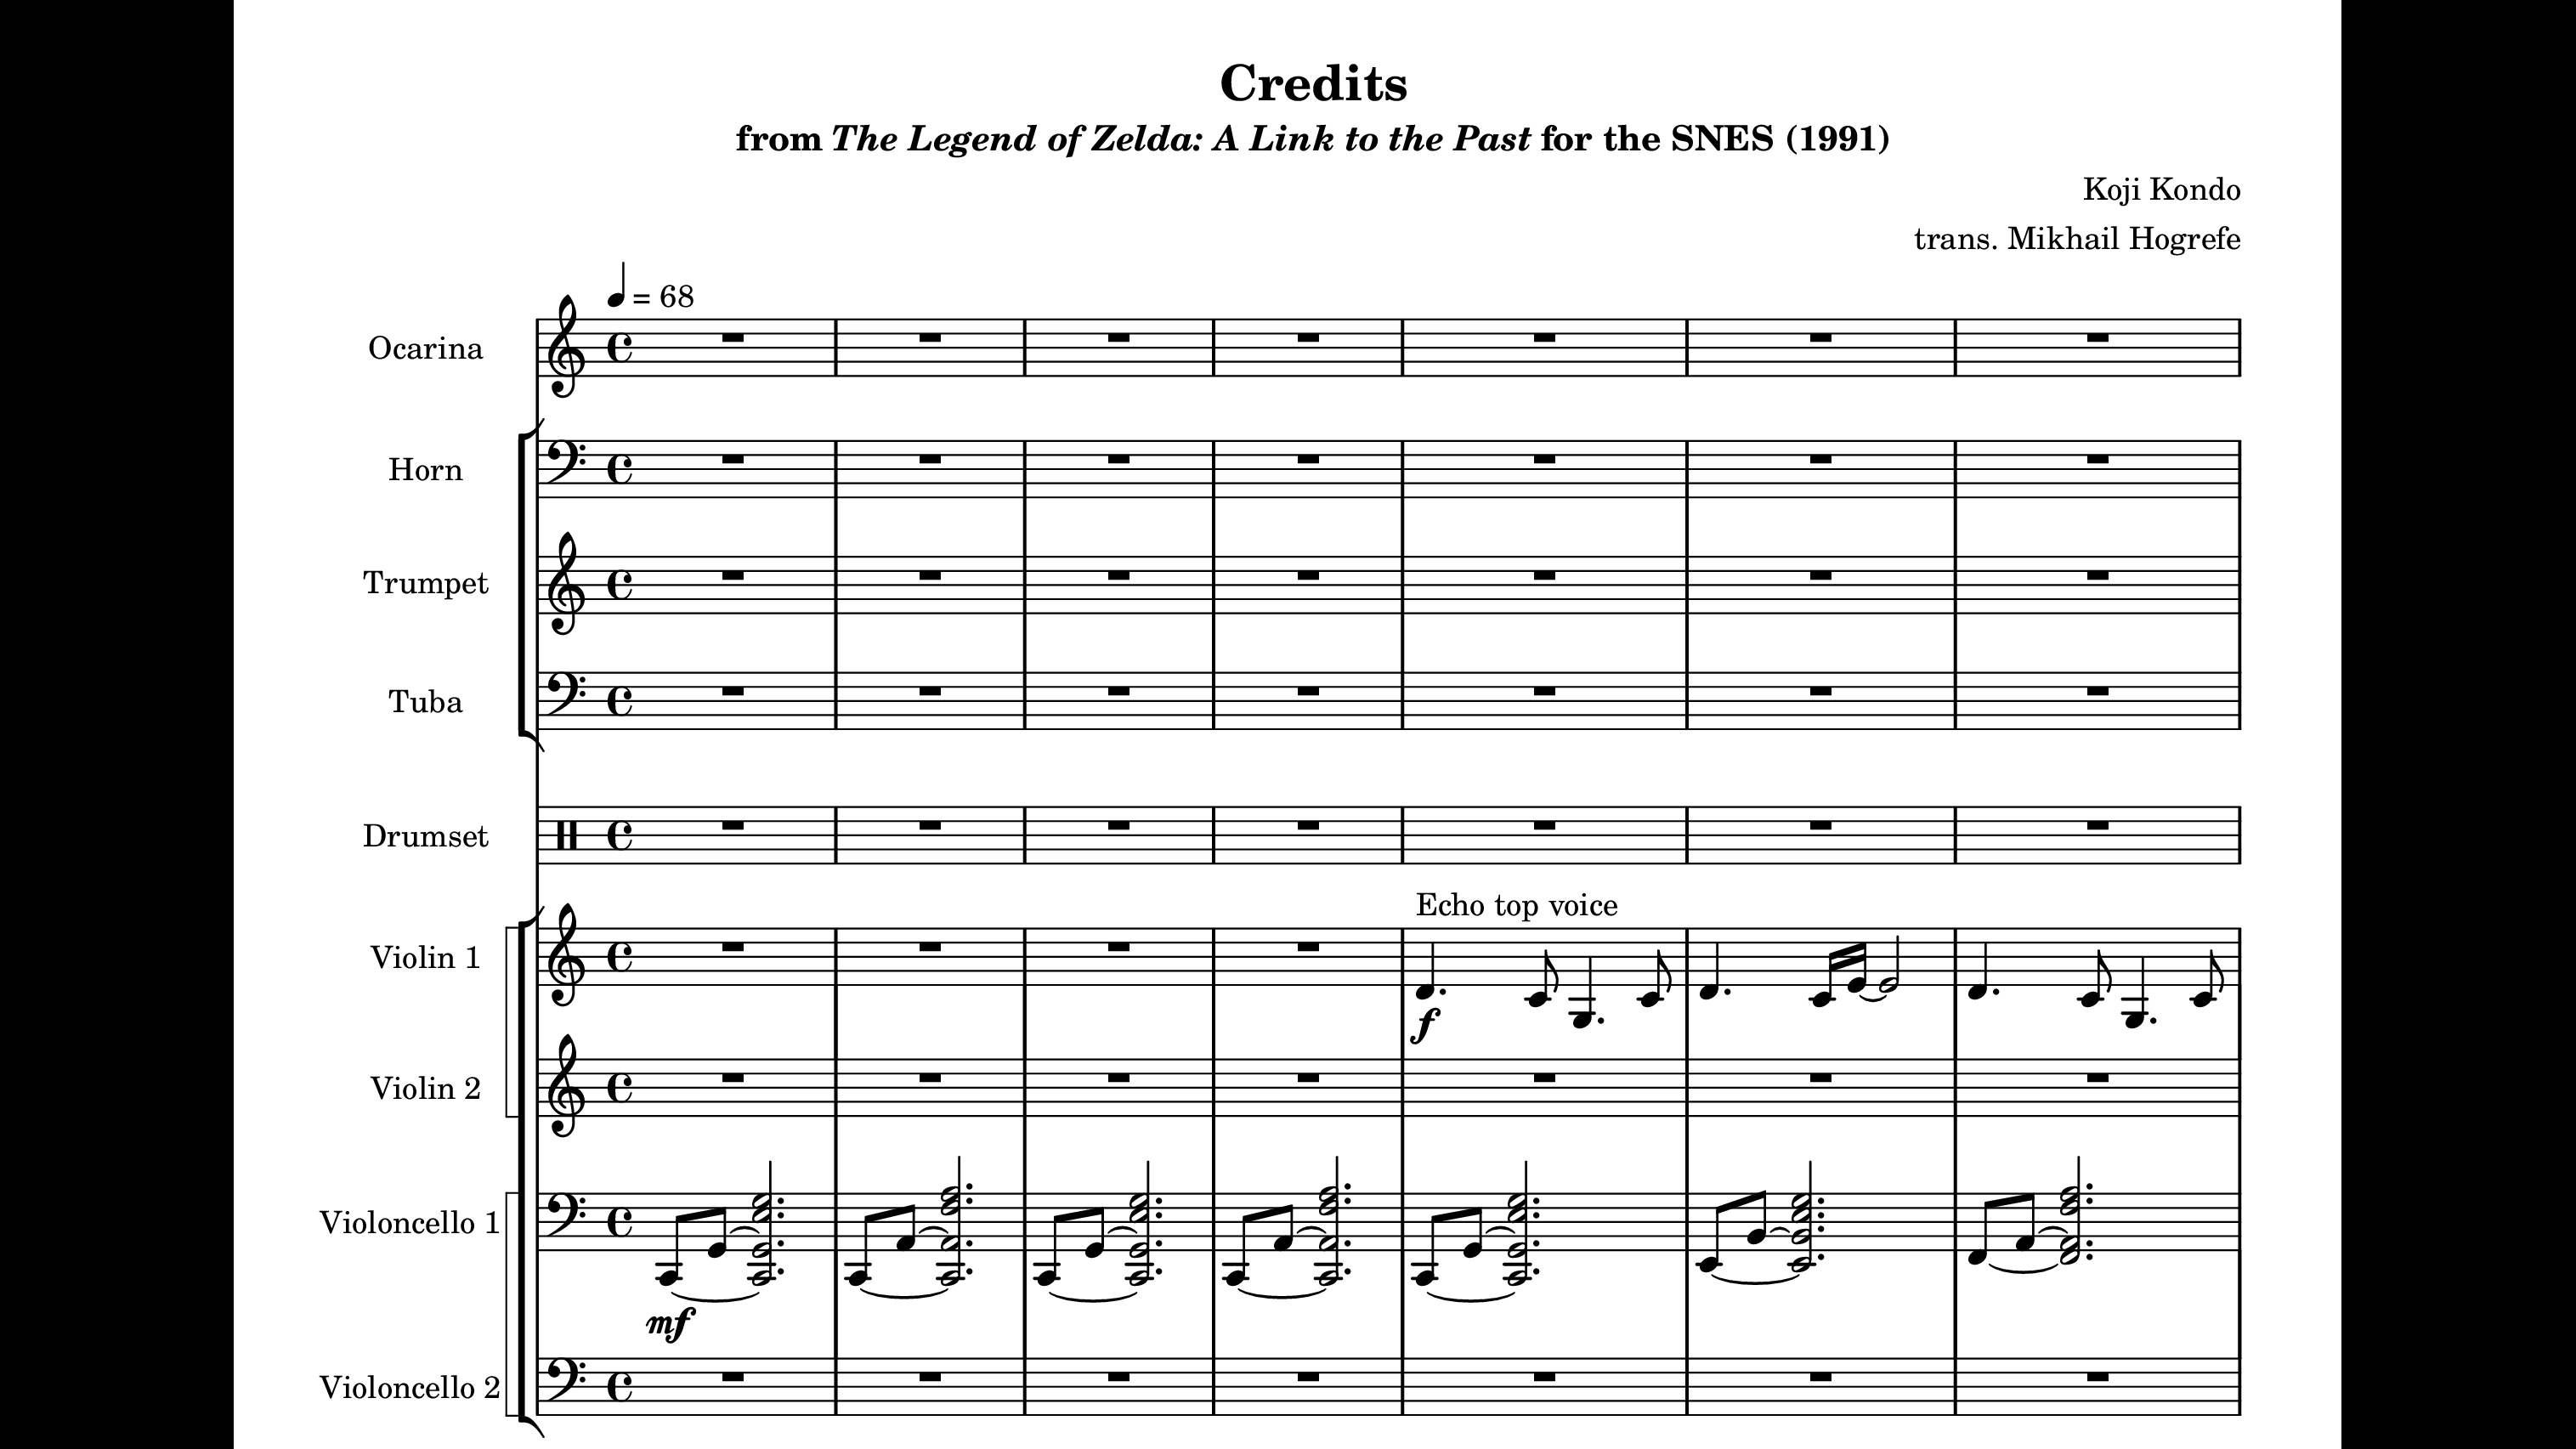 Credits
from The Legend of Zelda: A Link to the Past for the SNES (1991)
Koji Kondo
trans. Mikhail Hogrefe
= 68
Ocarina
Horn
Trumpet
Tuba
Drumset
Echo top voice
Violin 1
f
Violin 2
Violoncello 1
mf
Violoncello 2